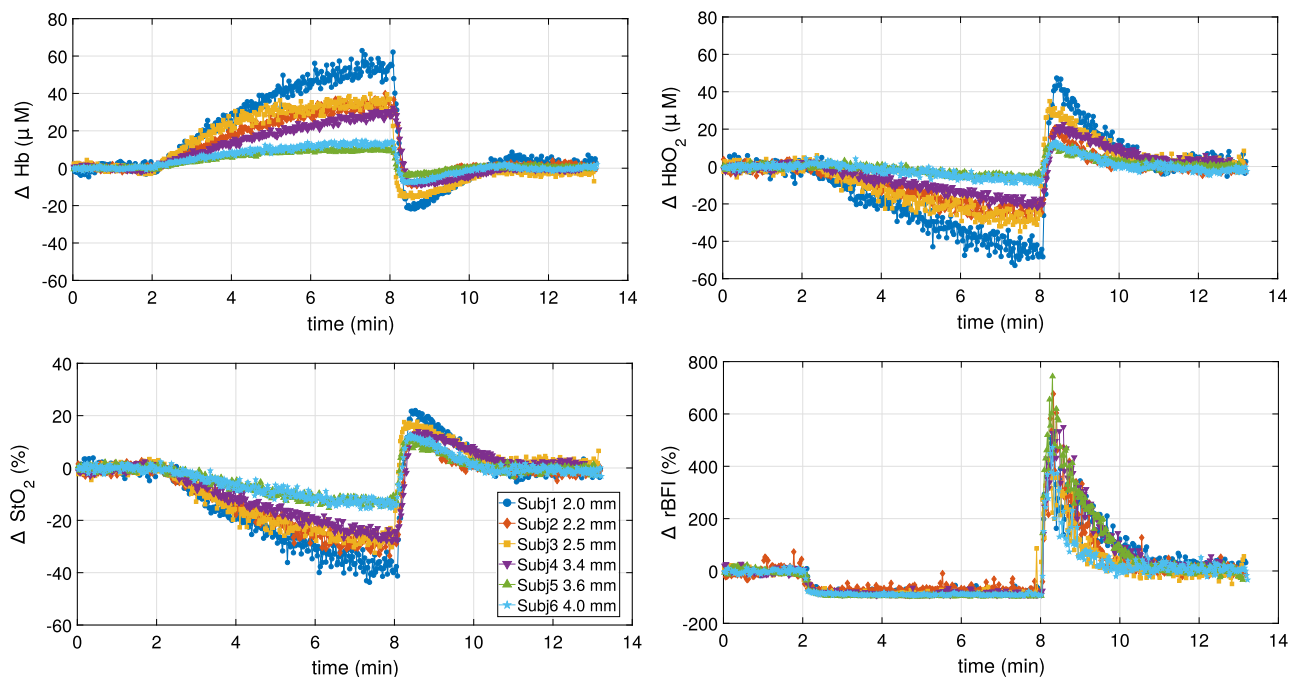 80
60
40
20
0
-20
-40
-60
Δ Hb (μ M)
0 2 4 6 8 10 12 14
time (min)
80
60
40
20
0
-20
-40
-60
Δ HbO₂ (μ M)
0 2 4 6 8 10 12 14
time (min)
40
20
0
-20
-40
-60
Δ StO₂ (%)
Subj1 2.0 mm
Subj2 2.2 mm
Subj3 2.5 mm
Subj4 3.4 mm
Subj5 3.6 mm
Subj6 4.0 mm
0 2 4 6 8 10 12 14
time (min)
800
600
400
200
0
-200
Δ rBFI (%)
0 2 4 6 8 10 12 14
time (min)